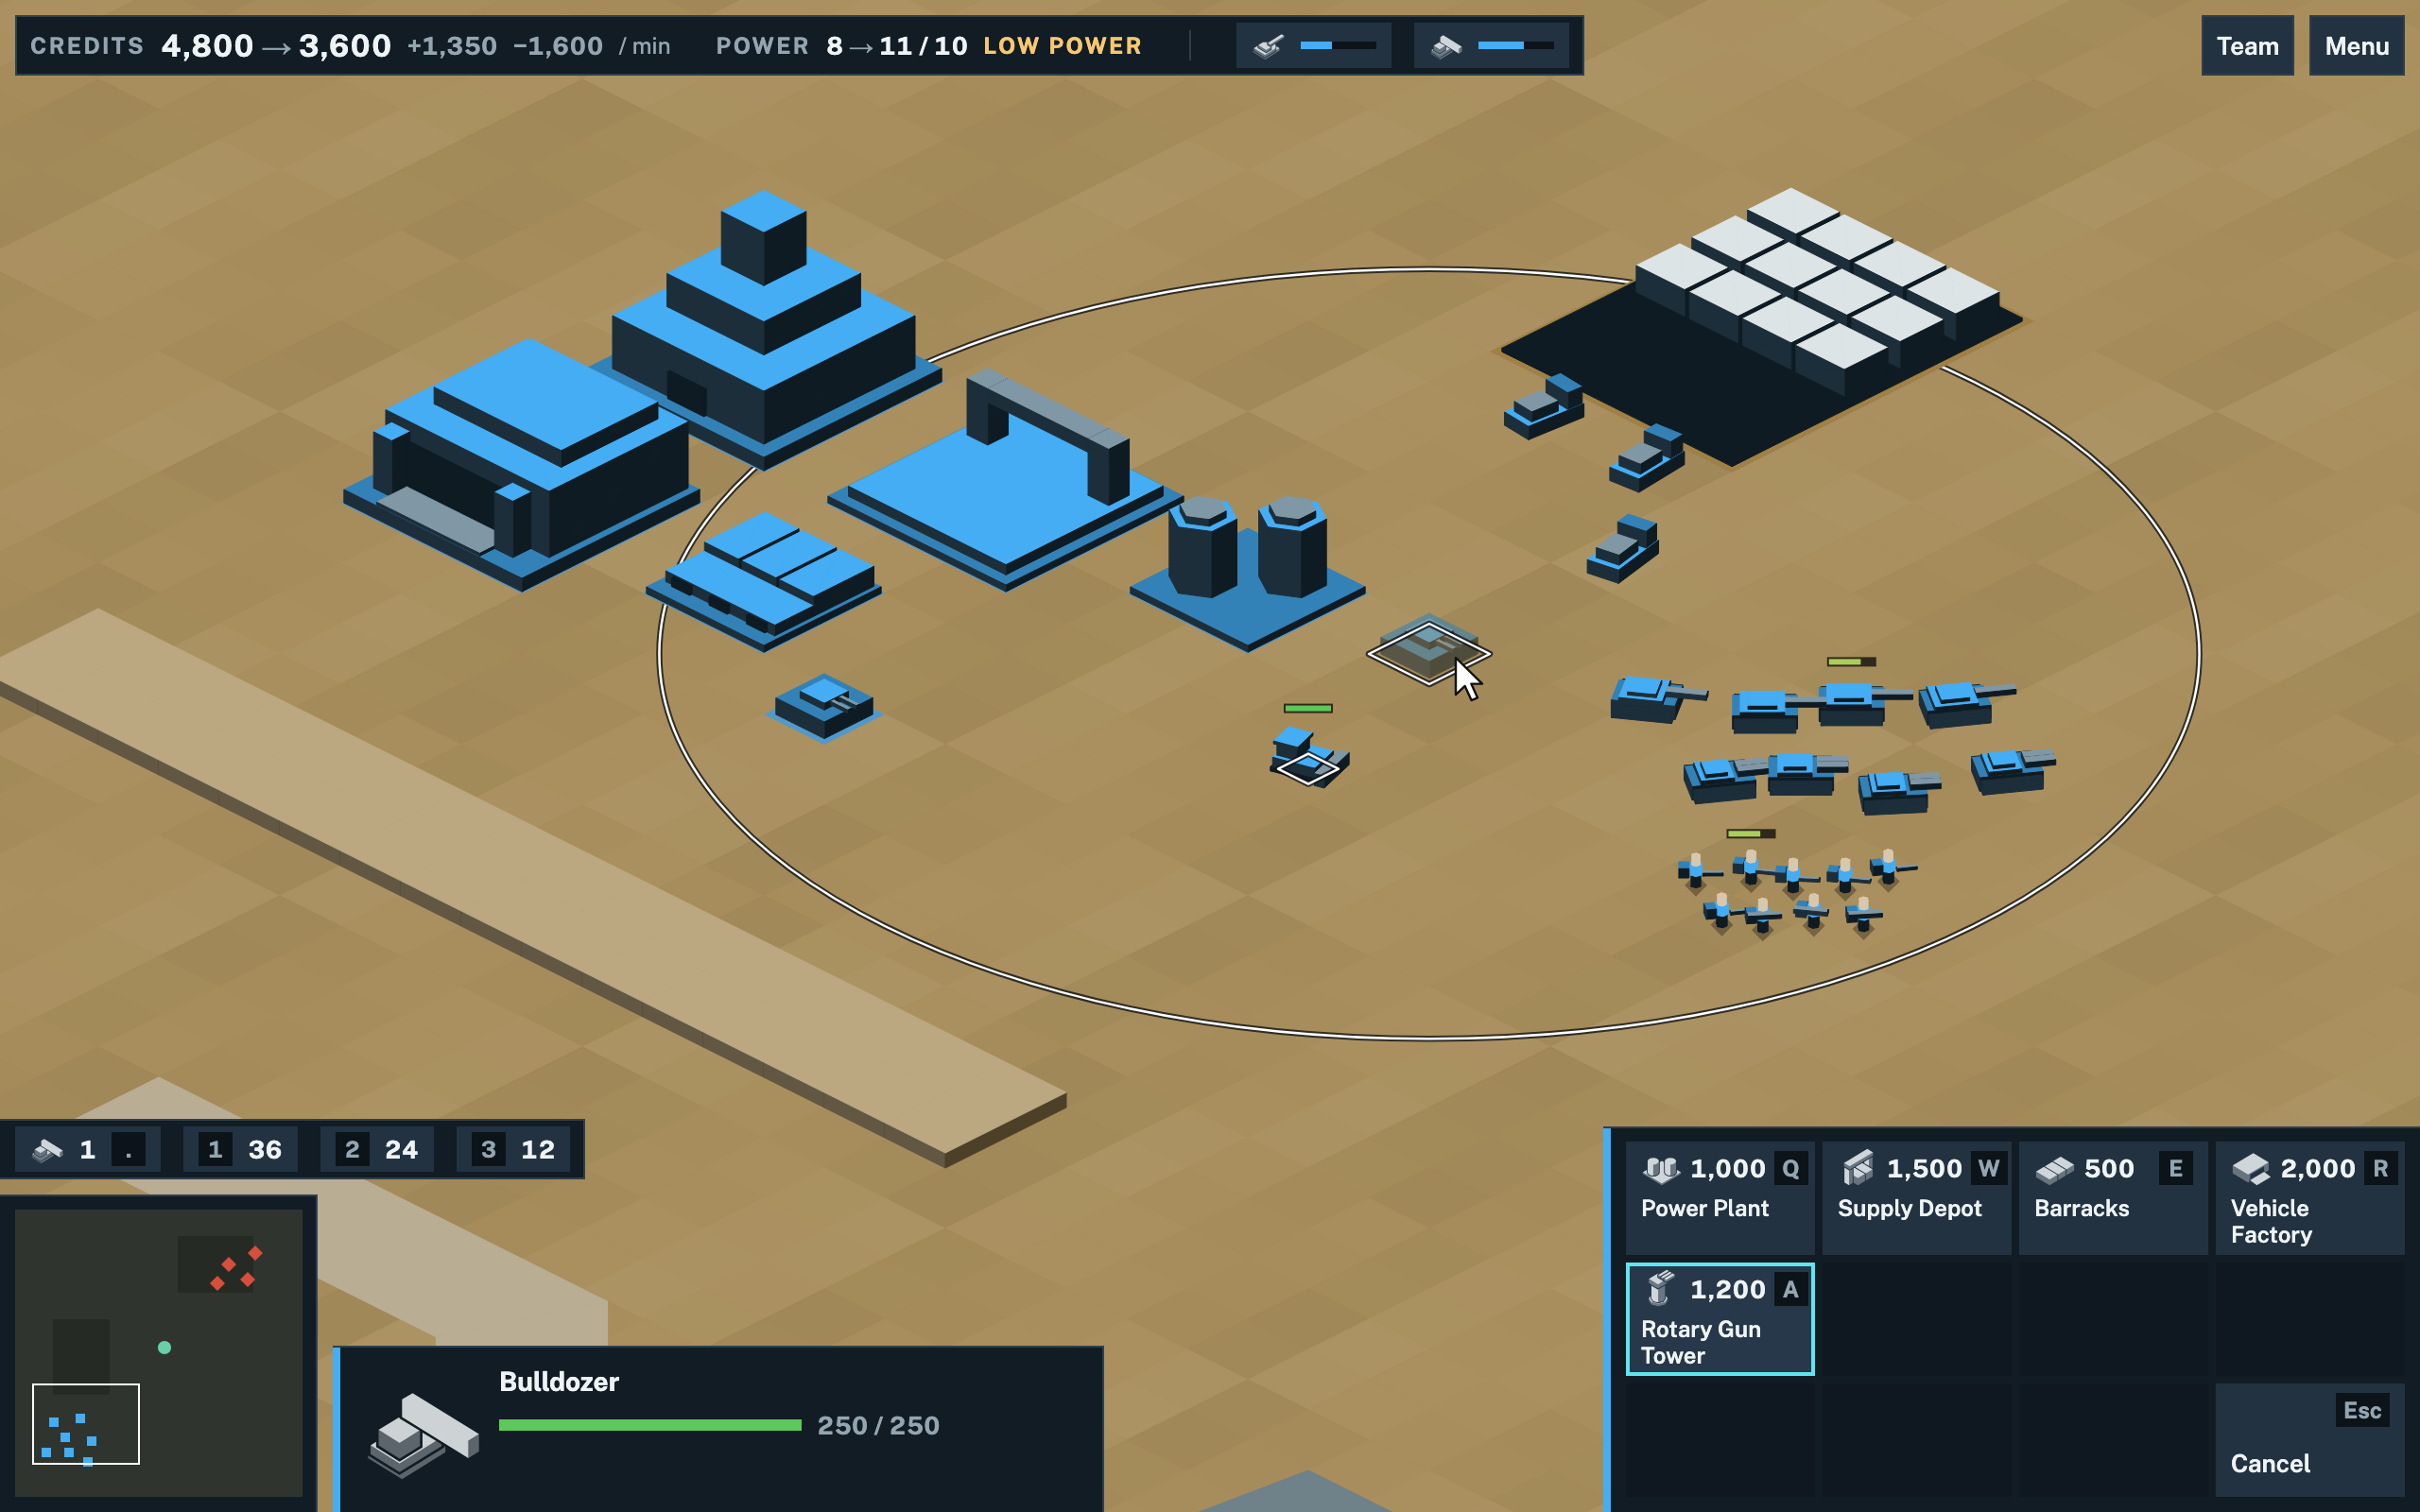 CREDITS 4,800→3,600 +1,350 −1,600 / min POWER 8→11/10 LOW POWER
Team Menu
1 . 1 36 2 24 3 12
1,000 Q
Power Plant
1,500 W
Supply Depot
500 E
Barracks
2,000 R
Vehicle
Factory
1,200 A
Rotary Gun
Tower
Bulldozer
250 / 250
Esc
Cancel